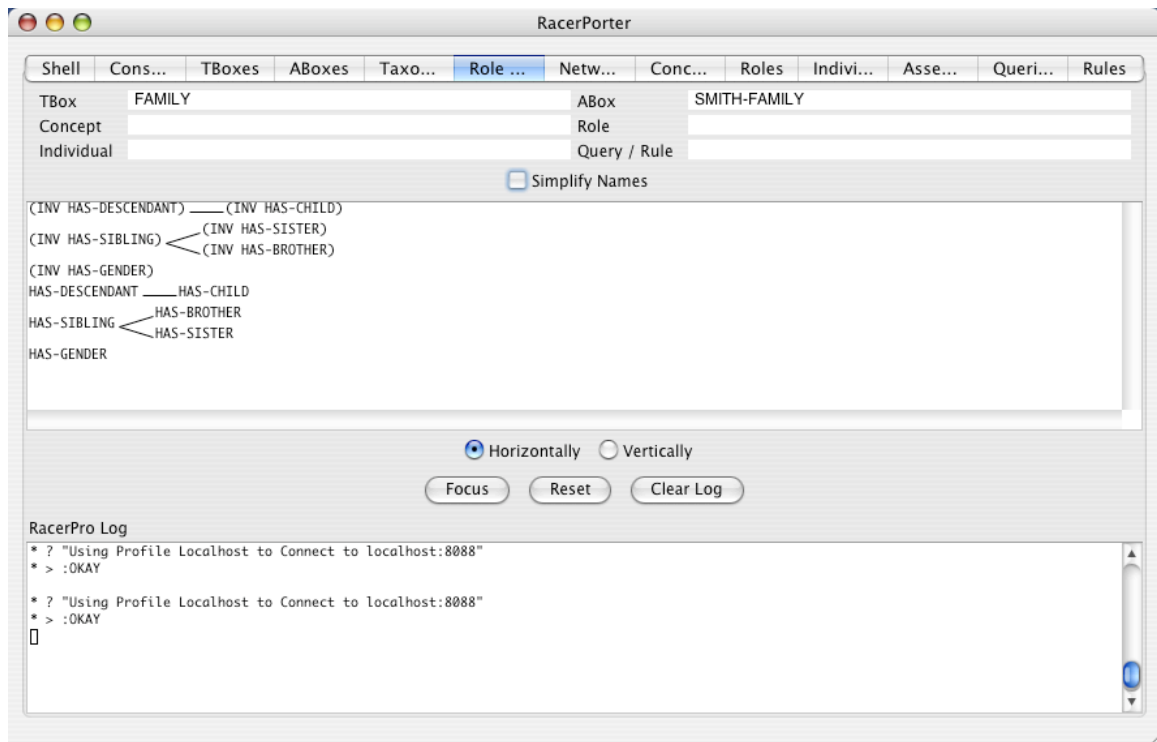 RacerPorter
Shell Cons... TBoxes ABoxes Taxo... Role ... Netw... Conc... Roles Indivi... Asse... Queri... Rules
TBox FAMILY ABox SMITH-FAMILY
Concept Role
Individual Query / Rule
Simplify Names
(INV HAS-DESCENDANT) (INV HAS-CHILD)
(INV HAS-SISTER)
(INV HAS-SIBLING)
(INV HAS-BROTHER)
(INV HAS-GENDER)
HAS-DESCENDANT HAS-CHILD
HAS-BROTHER
HAS-SIBLING
HAS-SISTER
HAS-GENDER
Horizontally Vertically
Focus Reset Clear Log
RacerPro Log
* ? "Using Profile Localhost to Connect to localhost:8088"
* > :OKAY
* ? "Using Profile Localhost to Connect to localhost:8088"
* > :OKAY